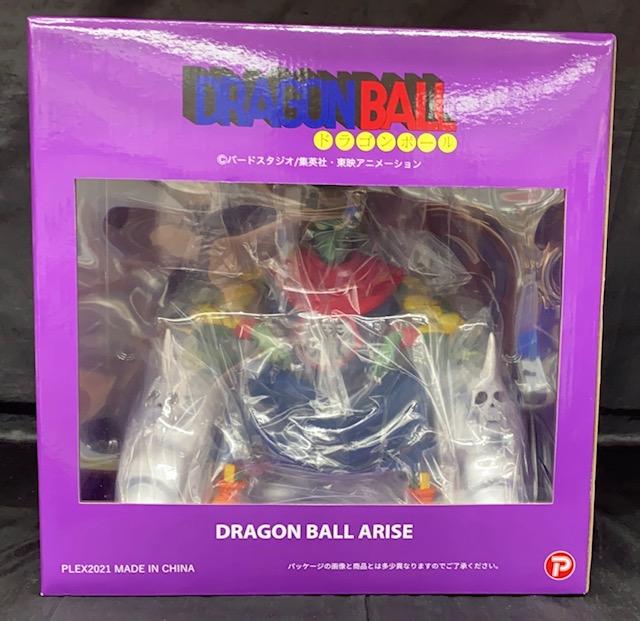 DRAGON BALL
ドラゴンボール
©バードスタジオ/集英社・東映アニメーション
DRAGON BALL ARISE
PLEX2021 MADE IN CHINA
パッケージの画像と商品とは多少異なりますのでご了承ください。
P